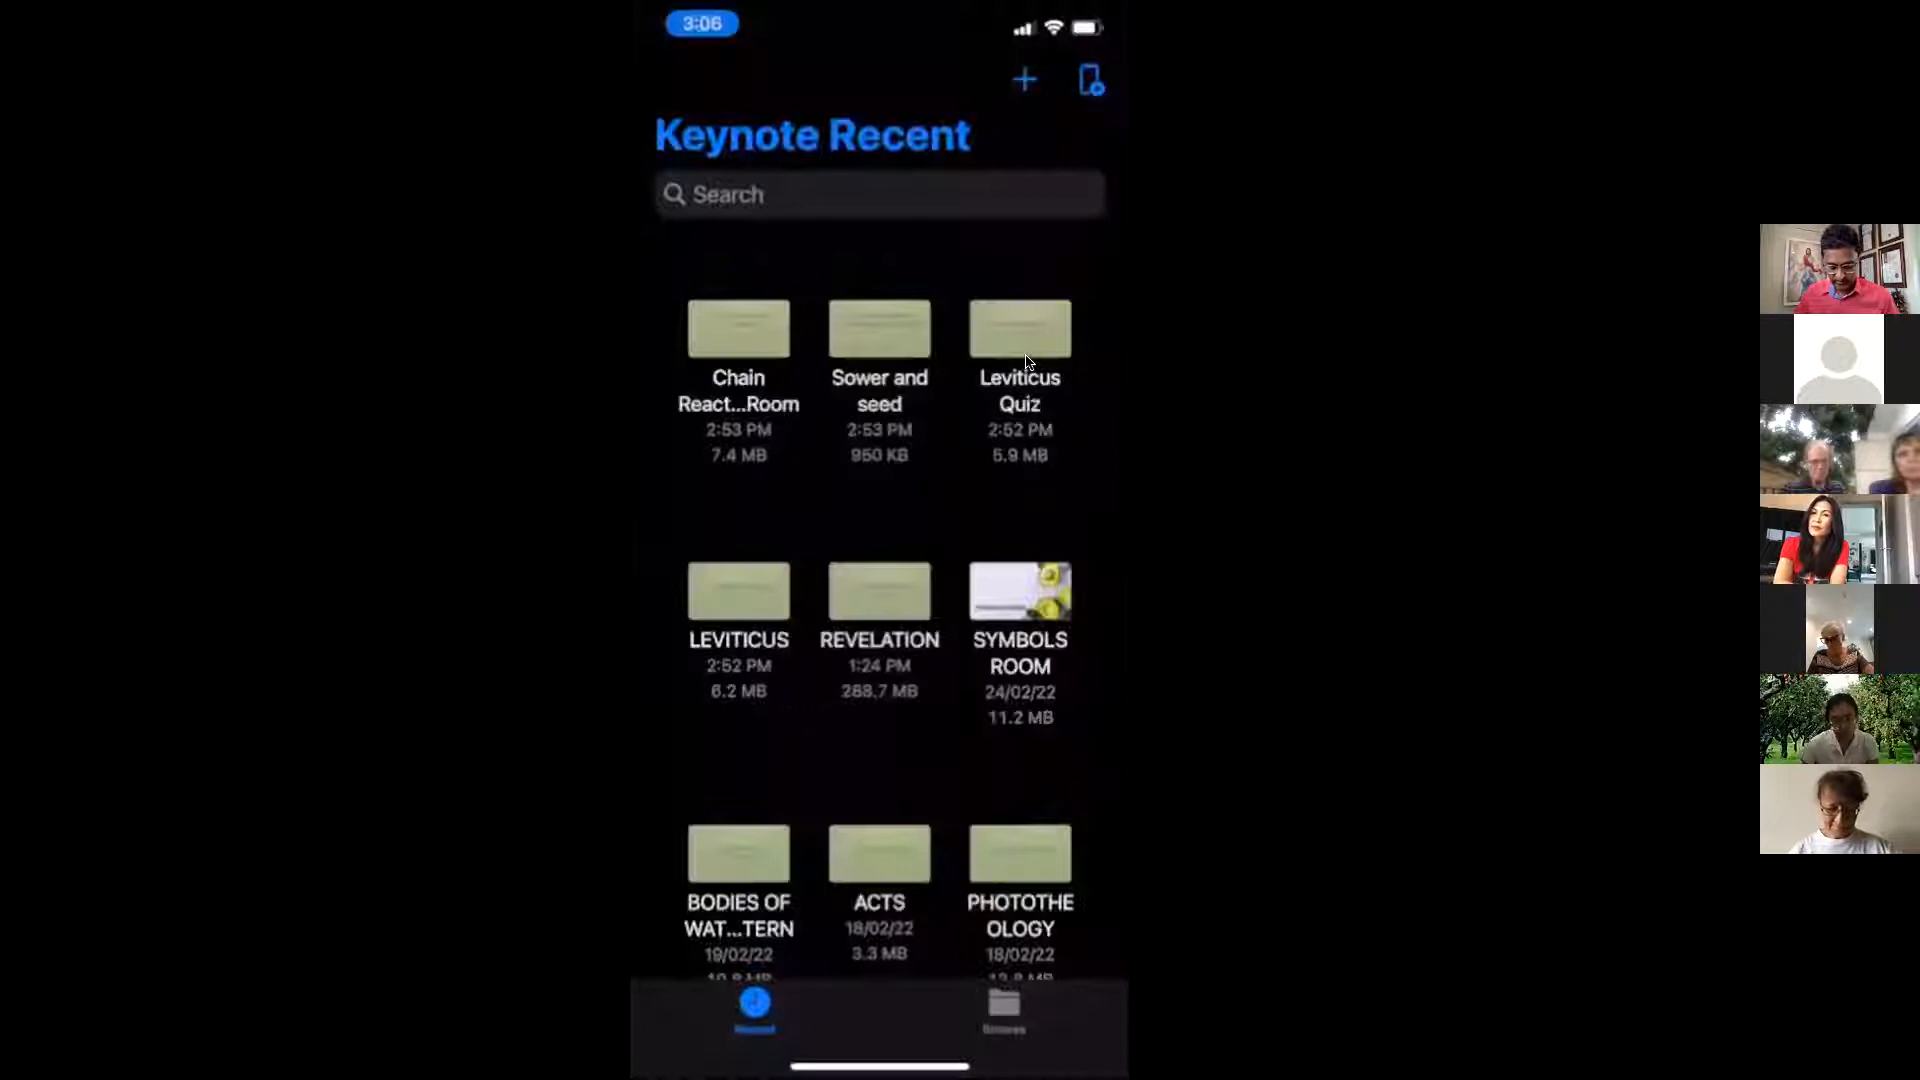 3:06
Keynote Recent
Search
Chain
React...Room
2:53 PM
7.4 MB
Sower and
seed
2:53 PM
950 KB
Leviticus
Quiz
2:52 PM
5.9 MB
LEVITICUS
2:52 PM
6.2 MB
REVELATION
1:24 PM
288.7 MB
SYMBOLS
ROOM
24/02/22
11.2 MB
BODIES OF
WAT...TERN
19/02/22
ACTS
18/02/22
3.3 MB
PHOTOTHE
OLOGY
18/02/22
Recent
Browse